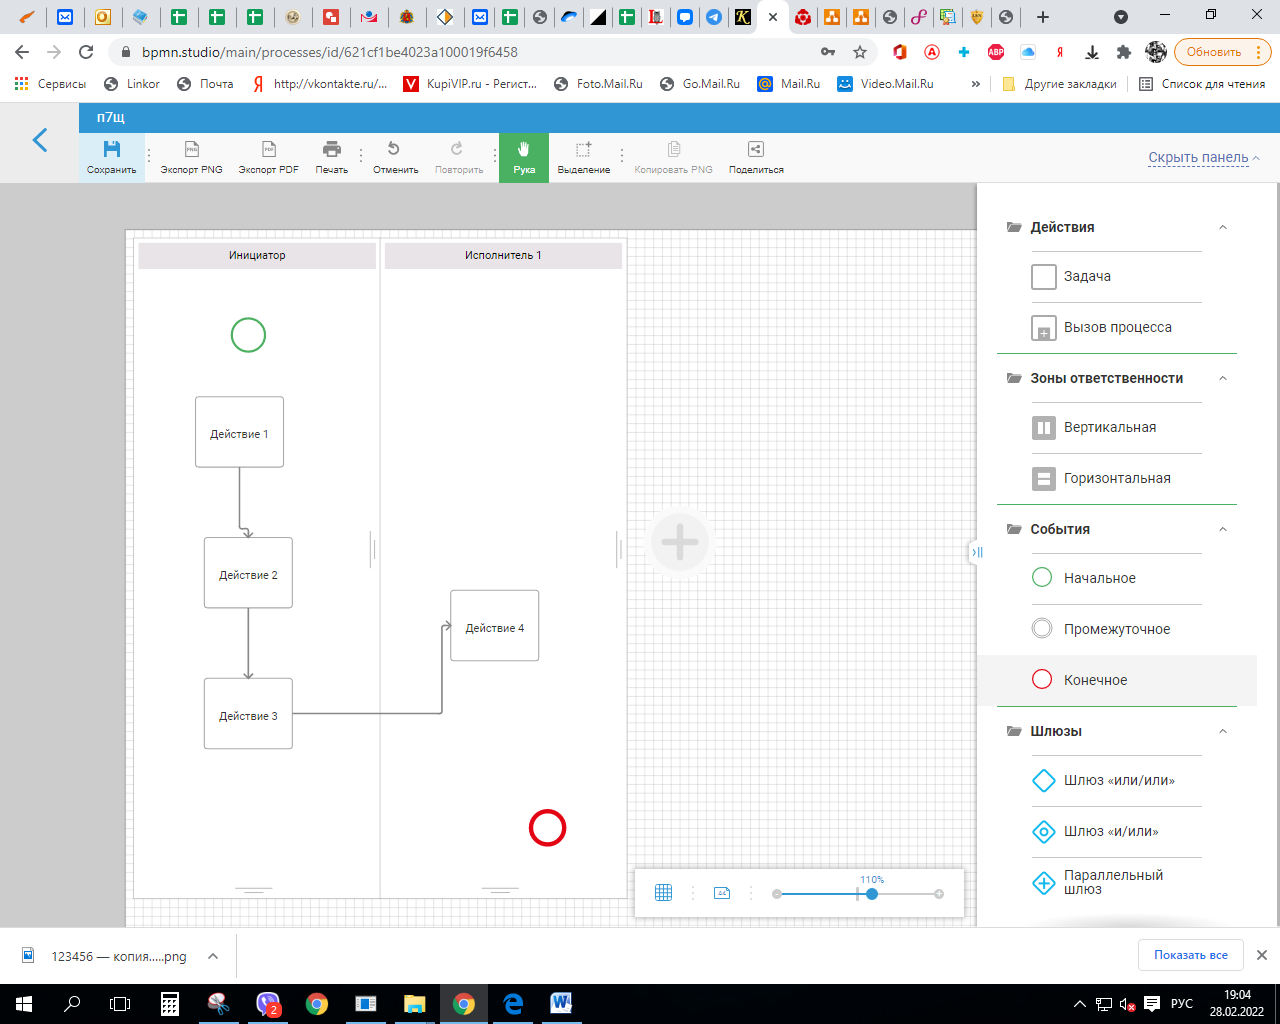 bpmn.studio/main/processes/id/621cf1be4023a100019f6458
Обновить
Сервисы
Linkor
Почта
http://vkontakte.ru/...
KupiVIP.ru - Регист...
Foto.Mail.Ru
Go.Mail.Ru
Mail.Ru
Video.Mail.Ru
»
Другие закладки
Список для чтения
п7щ
Сохранить
Экспорт PNG
Экспорт PDF
Печать
Отменить
Повторить
Рука
Выделение
Копировать PNG
Поделиться
Скрыть панель
Инициатор
Исполнитель 1
Действие 1
Действие 2
Действие 3
Действие 4
Действия
Задача
Вызов процесса
Зоны ответственности
Вертикальная
Горизонтальная
События
Начальное
Промежуточное
Конечное
Шлюзы
Шлюз «или/или»
Шлюз «и/или»
Параллельный
шлюз
110%
123456 — копия.....png
Показать все
2
РУС
19:04
28.02.2022